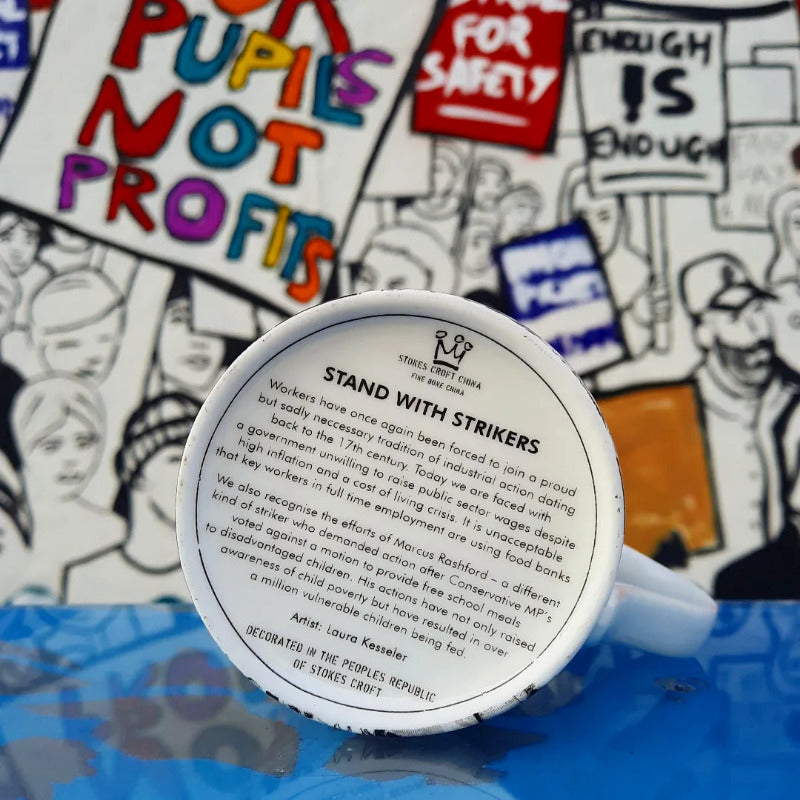 PUPILS
NOT
PROFITS
STRIKE
FOR
SAFETY
ENOUGH
IS
ENOUGH
STOKES CROFT CHINA
FINE BONE CHINA
STAND WITH STRIKERS
Workers have once again been forced to join a proud
but sadly neccessary tradition of industrial action dating
back to the 17th century. Today we are faced with
a government unwilling to raise public sector wages despite
high inflation and a cost of living crisis. It is unacceptable
that key workers in full time employment are using food banks
We also recognise the efforts of Marcus Rashford – a different
kind of striker who demanded action after Conservative MP's
voted against a motion to provide free school meals
to disadvantaged children. His actions have not only raised
awareness of child poverty but have resulted in over
a million vulnerable children being fed.
Artist: Laura Kesseler
DECORATED IN THE PEOPLES REPUBLIC
OF STOKES CROFT